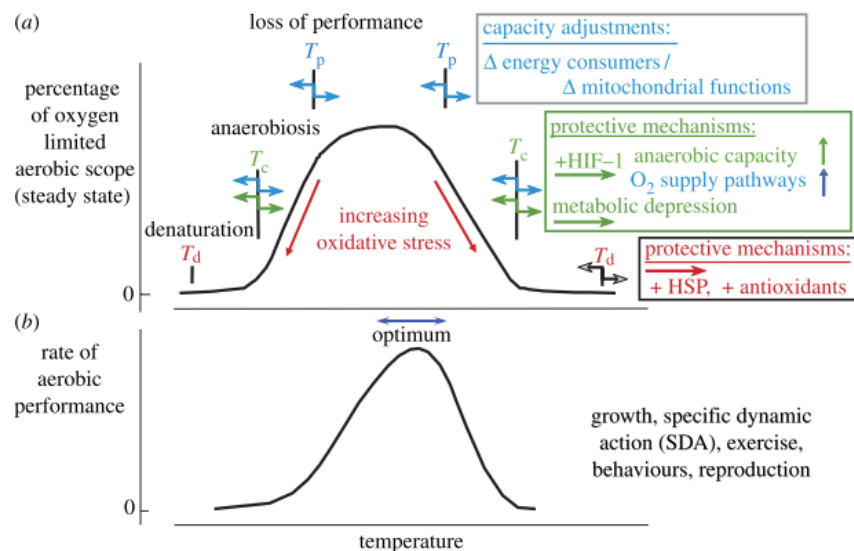 (a)
loss of performance
percentage
of oxygen
limited
aerobic scope
(steady state)
anaerobiosis
denaturation
Tp
Tp
Tc
Tc
Td
Td
increasing
oxidative stress
0
capacity adjustments:
Δ energy consumers /
Δ mitochondrial functions
protective mechanisms:
+HIF–1 anaerobic capacity
O2 supply pathways
metabolic depression
protective mechanisms:
+ HSP, + antioxidants
(b)
optimum
rate of
aerobic
performance
0
growth, specific dynamic
action (SDA), exercise,
behaviours, reproduction
temperature